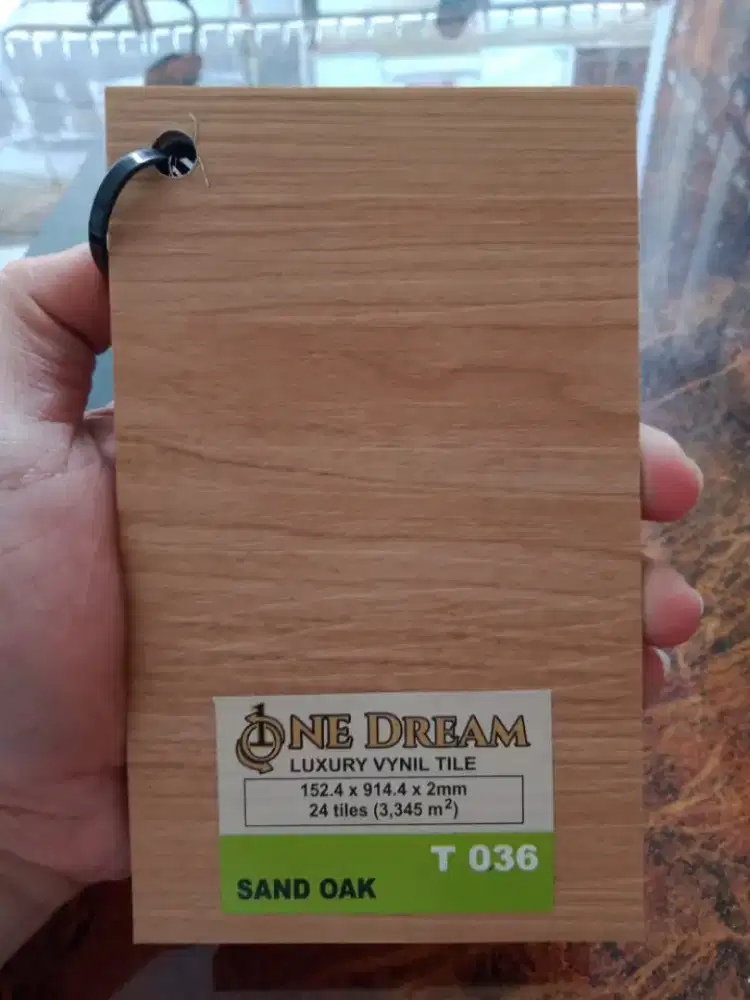 ONE DREAM
LUXURY VYNIL TILE
152.4 x 914.4 x 2mm
24 tiles (3,345 m²)
T 036
SAND OAK